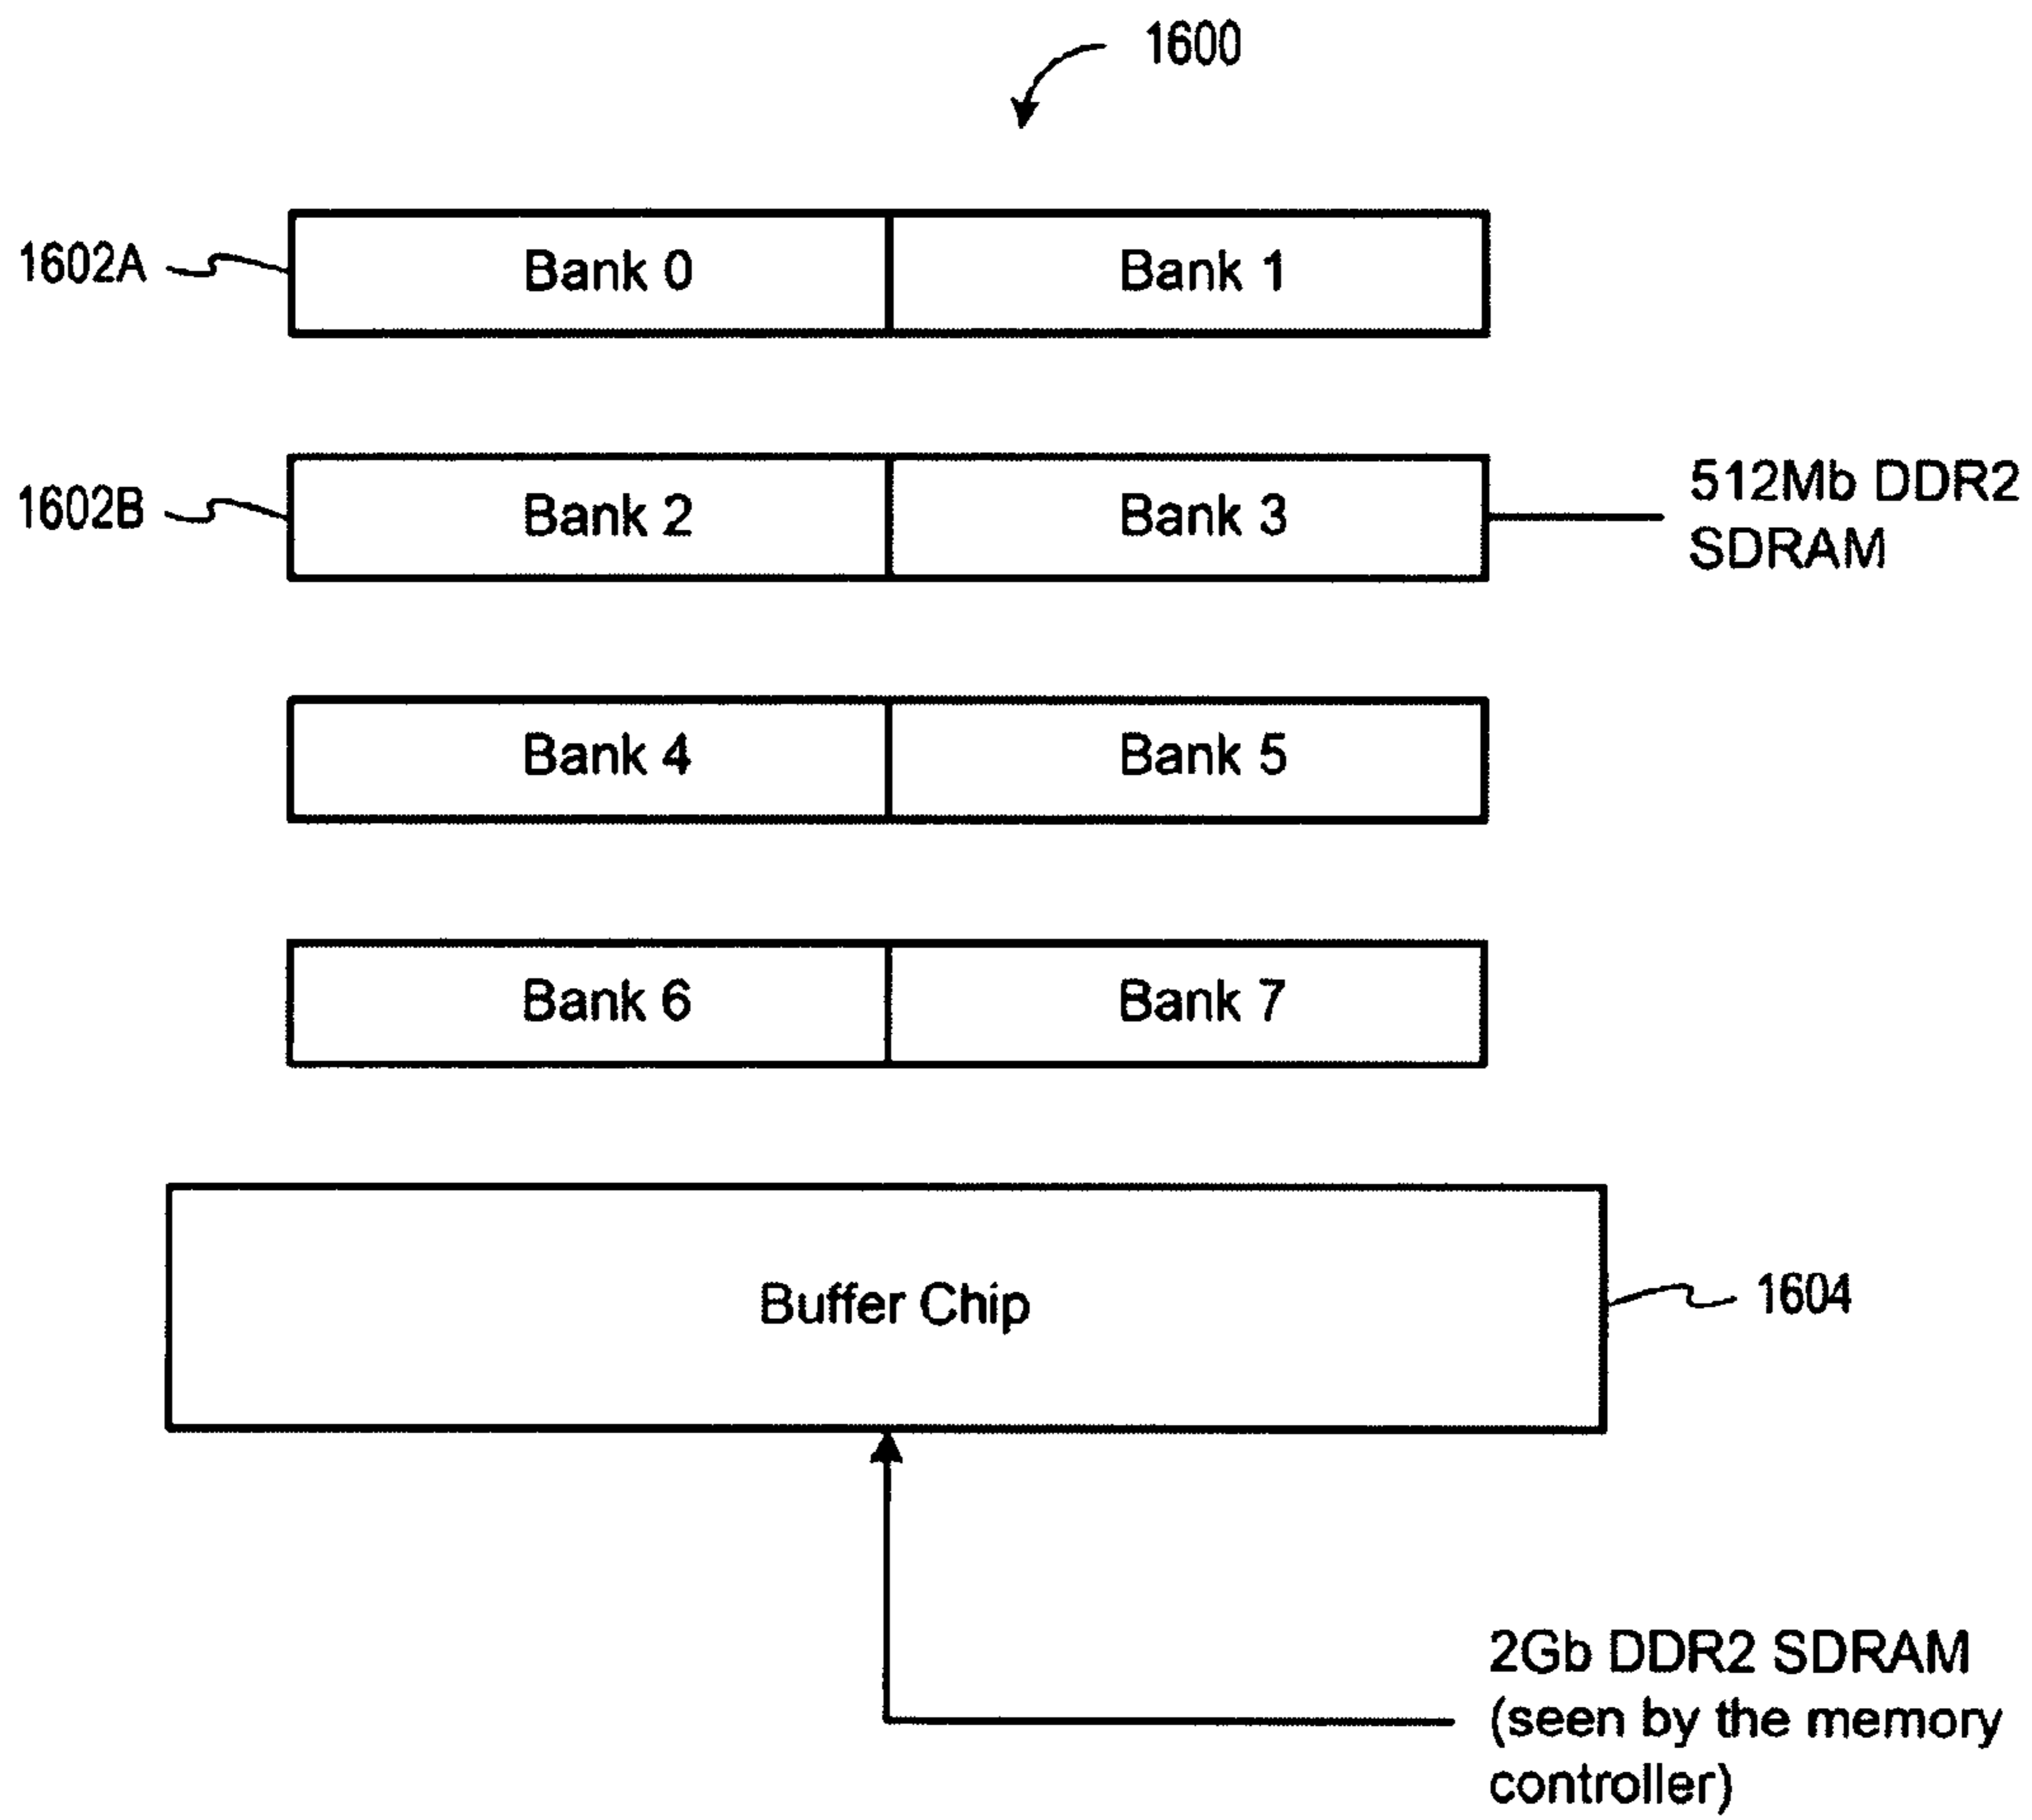 1600
1602A
Bank 0
Bank 1
1602B
Bank 2
Bank 3
512Mb DDR2
SDRAM
Bank 4
Bank 5
Bank 6
Bank 7
Buffer Chip
1604
2Gb DDR2 SDRAM
(seen by the memory
controller)